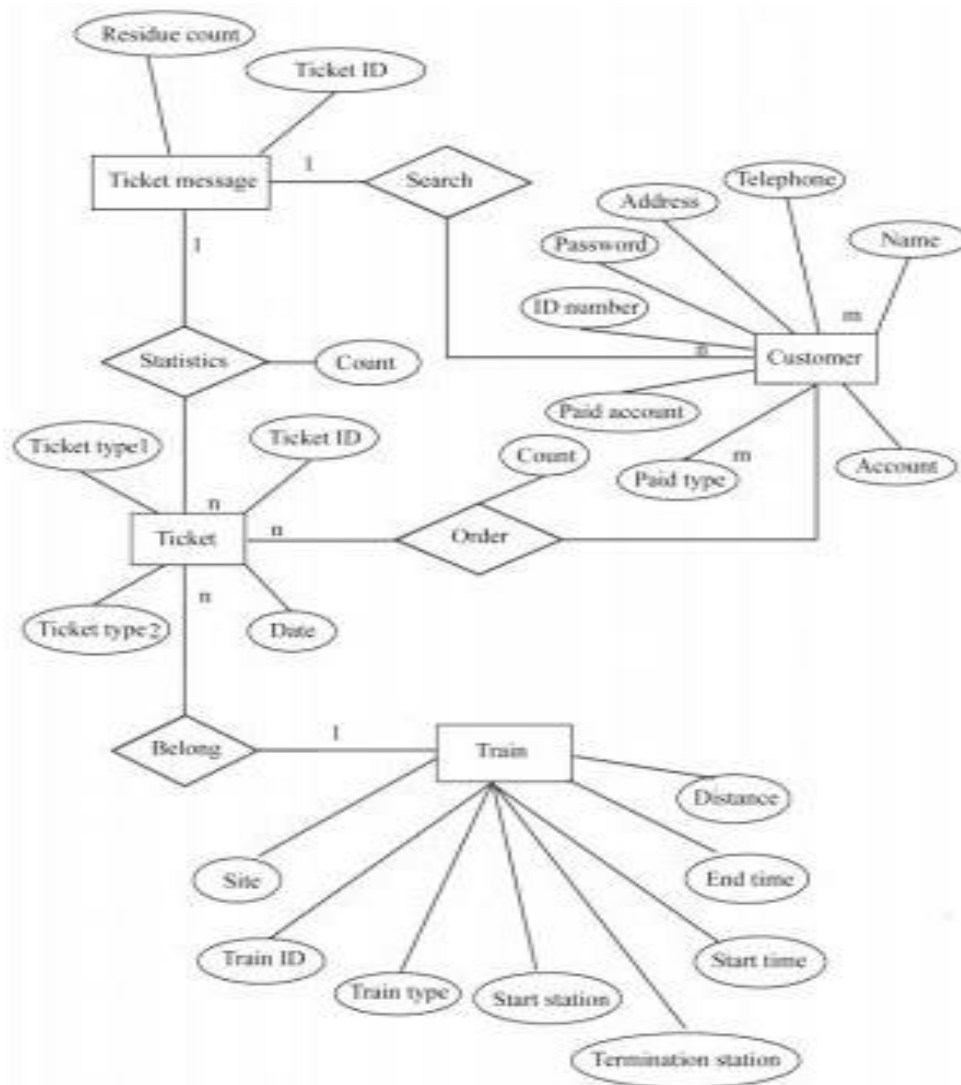 Residue count
Ticket ID
Ticket message
1
Search
Telephone
Address
Name
1
Password
ID number
m
Statistics
Count
n
Customer
Paid account
Ticket type1
Ticket ID
Count
m
Paid type
Account
n
n
Ticket
Order
n
Ticket type2
Date
Belong
1
Train
Distance
Site
End time
Train ID
Start time
Train type
Start station
Termination station